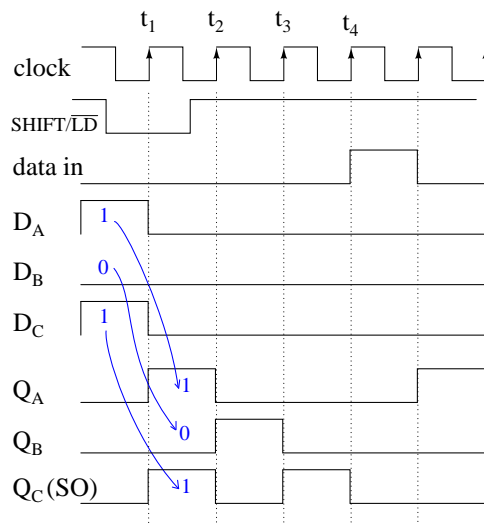 t1 t2 t3 t4
clock
SHIFT/L̅D̅
data in
DA 1
DB 0
DC 1
QA 1
QB 0
QC (SO) 1